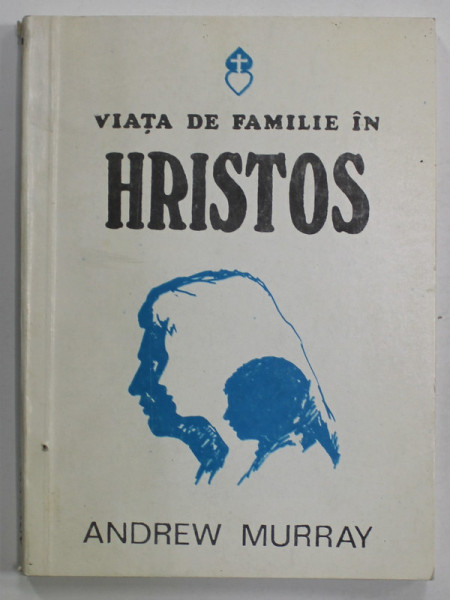 VIAȚA DE FAMILIE ÎN
HRISTOS
ANDREW MURRAY